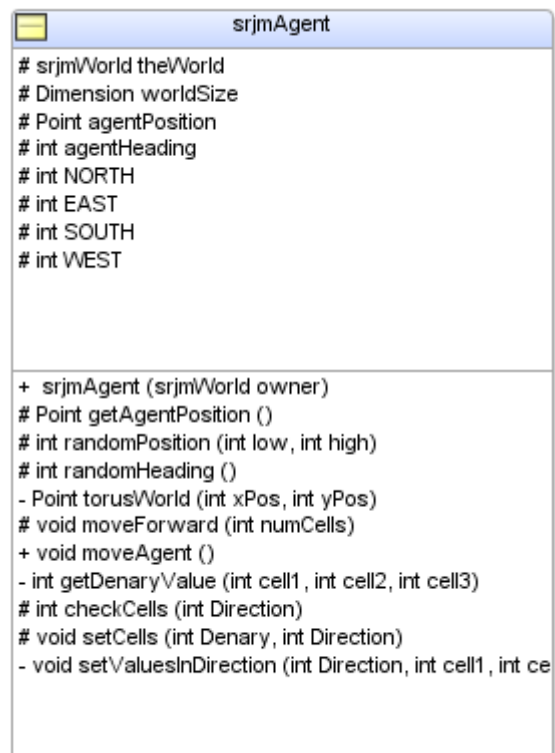 srjmAgent
# srjmWorld theWorld
# Dimension worldSize
# Point agentPosition
# int agentHeading
# int NORTH
# int EAST
# int SOUTH
# int WEST
+ srjmAgent (srjmWorld owner)
# Point getAgentPosition ()
# int randomPosition (int low, int high)
# int randomHeading ()
- Point torusWorld (int xPos, int yPos)
# void moveForward (int numCells)
+ void moveAgent ()
- int getDenaryValue (int cell1, int cell2, int cell3)
# int checkCells (int Direction)
# void setCells (int Denary, int Direction)
- void setValuesInDirection (int Direction, int cell1, int ce